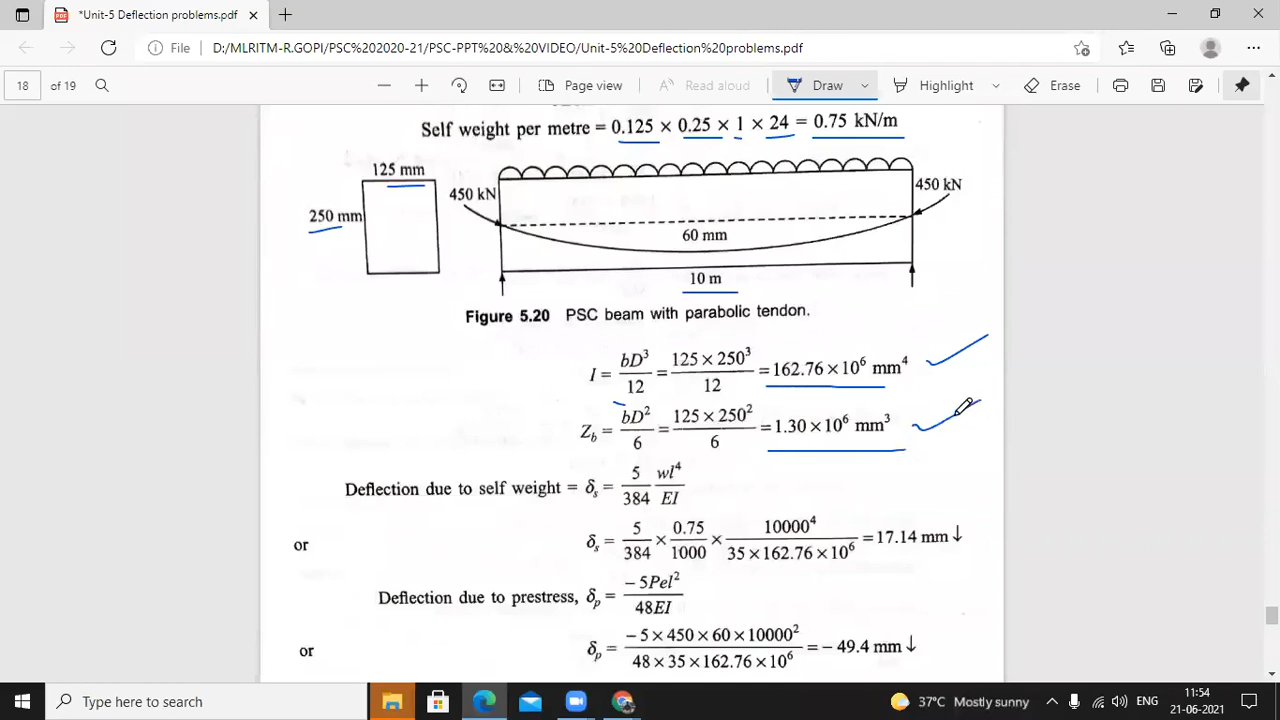 *Unit-5 Deflection problems.pdf
File D:/MLRITM-R.GOPI/PSC%202020-21/PSC-PPT%20&%20VIDEO/Unit-5%20Deflection%20problems.pdf
18 of 19 Page view Read aloud Draw Highlight Erase
Self weight per metre = 0.125 × 0.25 × 1 × 24 = 0.75 kN/m
125 mm
450 kN
450 kN
250 mm
60 mm
10 m
Figure 5.20 PSC beam with parabolic tendon.
I = bD³/12 = 125 × 250³/12 = 162.76 × 10⁶ mm⁴
Z_b = bD²/6 = 125 × 250²/6 = 1.30 × 10⁶ mm³
Deflection due to self weight = δ_s = 5/384 wl⁴/EI
or δ_s = 5/384 × 0.75/1000 × 10000⁴/35 × 162.76 × 10⁶ = 17.14 mm ↓
Deflection due to prestress, δ_p = −5Pel²/48EI
or δ_p = −5 × 450 × 60 × 10000²/48 × 35 × 162.76 × 10⁶ = − 49.4 mm ↓
Type here to search
37°C Mostly sunny
ENG
11:54
21-06-2021